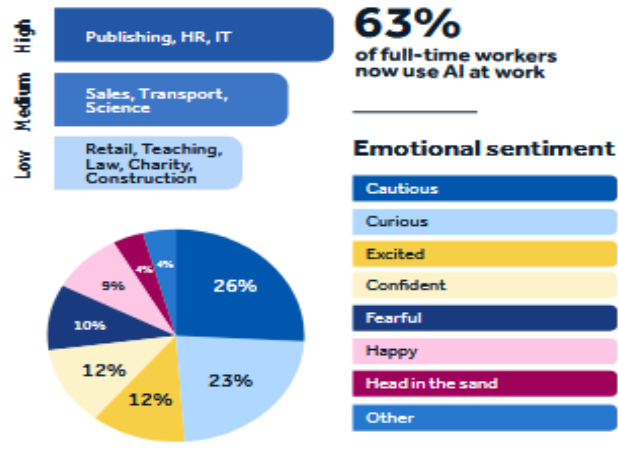 High
Publishing, HR, IT
Medium
Sales, Transport,
Science
Low
Retail, Teaching,
Law, Charity,
Construction
63%
of full-time workers
now use AI at work
Emotional sentiment
Cautious
Curious
Excited
Confident
Fearful
Happy
Head in the sand
Other
26%
23%
12%
12%
10%
9%
4%
4%